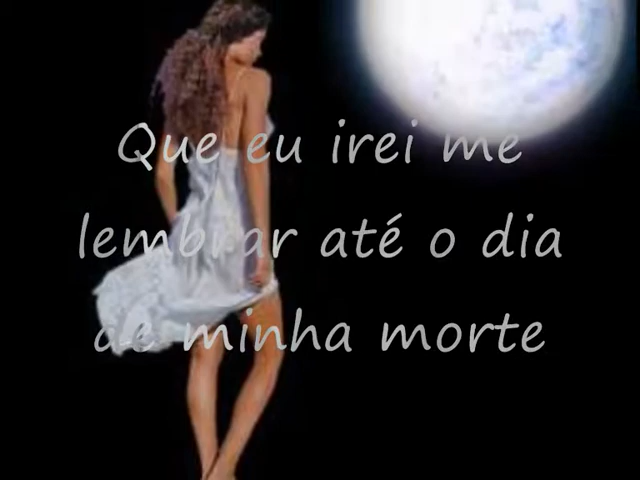 Que eu irei me
lembrar até o dia
de minha morte